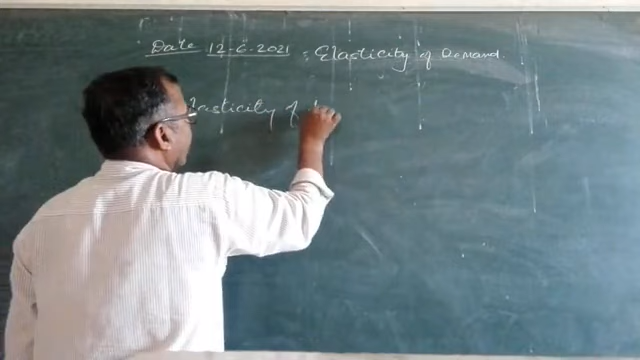 Date 12-6-2021 : Elasticity of Demand.
lasticity of